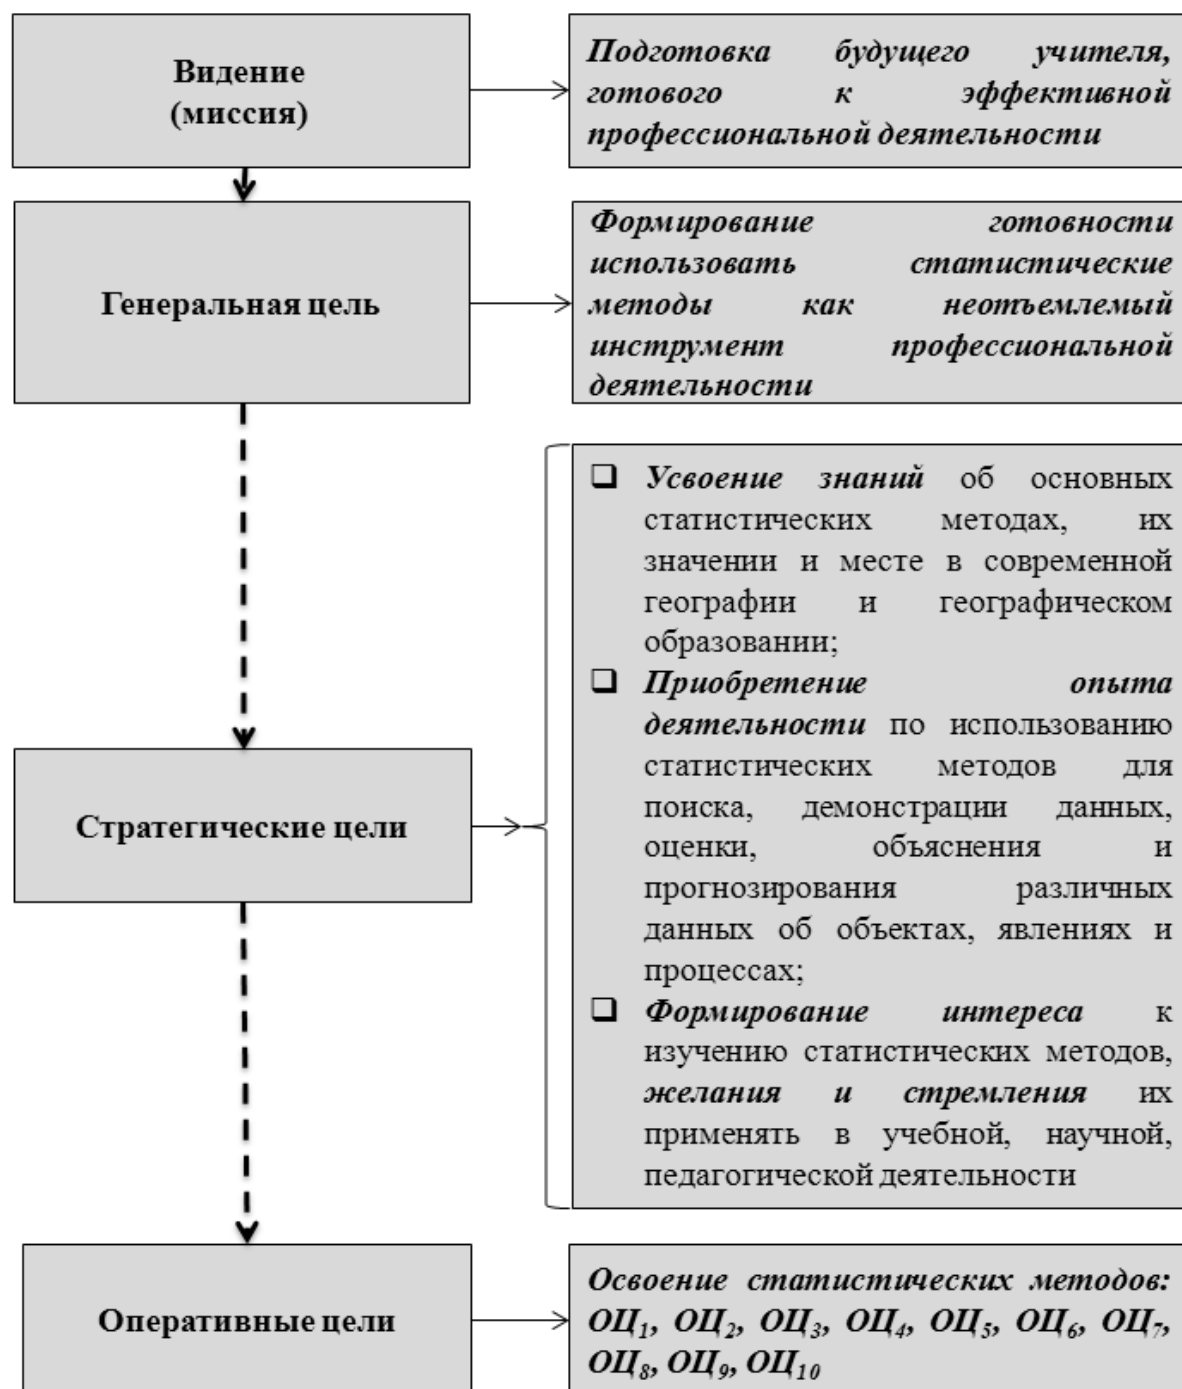 Видение
(миссия)
Подготовка будущего учителя,
готового к эффективной
профессиональной деятельности
Генеральная цель
Формирование готовности
использовать статистические
методы как неотъемлемый
инструмент профессиональной
деятельности
Стратегические цели
❑ Усвоение знаний об основных
статистических методах, их
значении и месте в современной
географии и географическом
образовании;
❑ Приобретение опыта
деятельности по использованию
статистических методов для
поиска, демонстрации данных,
оценки, объяснения и
прогнозирования различных
данных об объектах, явлениях и
процессах;
❑ Формирование интереса к
изучению статистических методов,
желания и стремления их
применять в учебной, научной,
педагогической деятельности
Оперативные цели
Освоение статистических методов:
ОЦ₁, ОЦ₂, ОЦ₃, ОЦ₄, ОЦ₅, ОЦ₆, ОЦ₇,
ОЦ₈, ОЦ₉, ОЦ₁₀